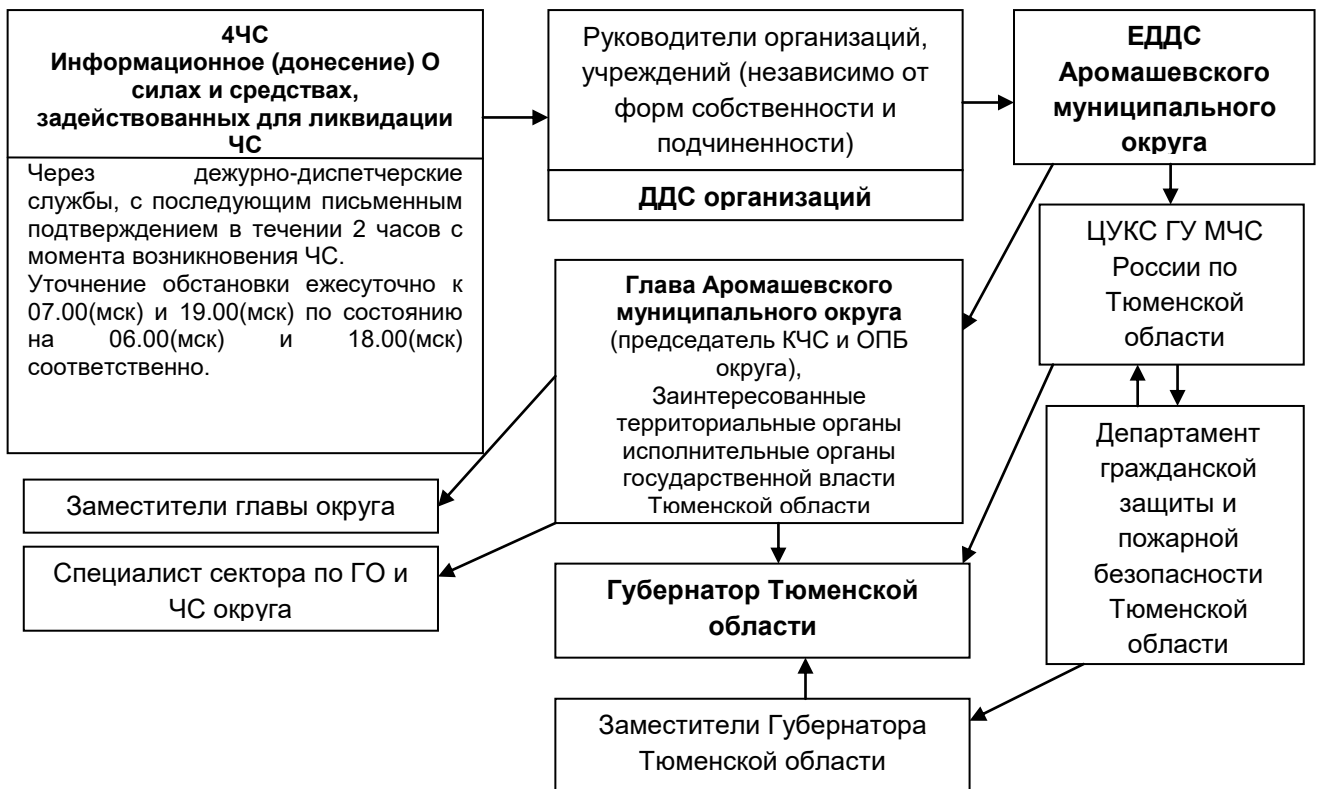 4ЧС
Информационное (донесение) О
силах и средствах,
задействованных для ликвидации
ЧС
Через дежурно-диспетчерские
службы, с последующим письменным
подтверждением в течении 2 часов с
момента возникновения ЧС.
Уточнение обстановки ежесуточно к
07.00(мск) и 19.00(мск) по состоянию
на 06.00(мск) и 18.00(мск)
соответственно.
Руководители организаций,
учреждений (независимо от
форм собственности и
подчиненности)
ДДС организаций
ЕДДС
Аромашевского
муниципального
округа
ЦУКС ГУ МЧС
России по
Тюменской
области
Глава Аромашевского
муниципального округа
(председатель КЧС и ОПБ
округа),
Заинтересованные
территориальные органы
исполнительные органы
государственной власти
Тюменской области
Департамент
гражданской
защиты и
пожарной
безопасности
Тюменской
области
Заместители главы округа
Специалист сектора по ГО и
ЧС округа
Губернатор Тюменской
области
Заместители Губернатора
Тюменской области